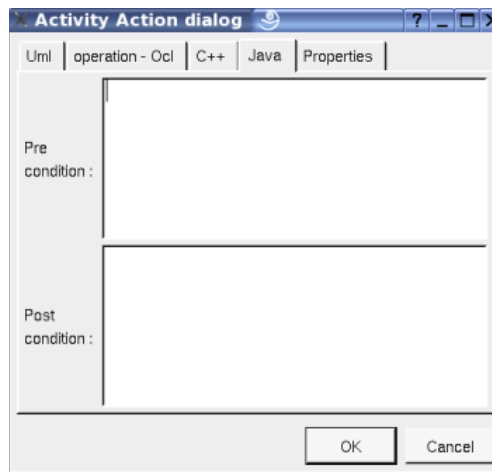 Activity Action dialog
Uml operation - Ocl C++ Java Properties
Pre
condition :
Post
condition :
OK Cancel